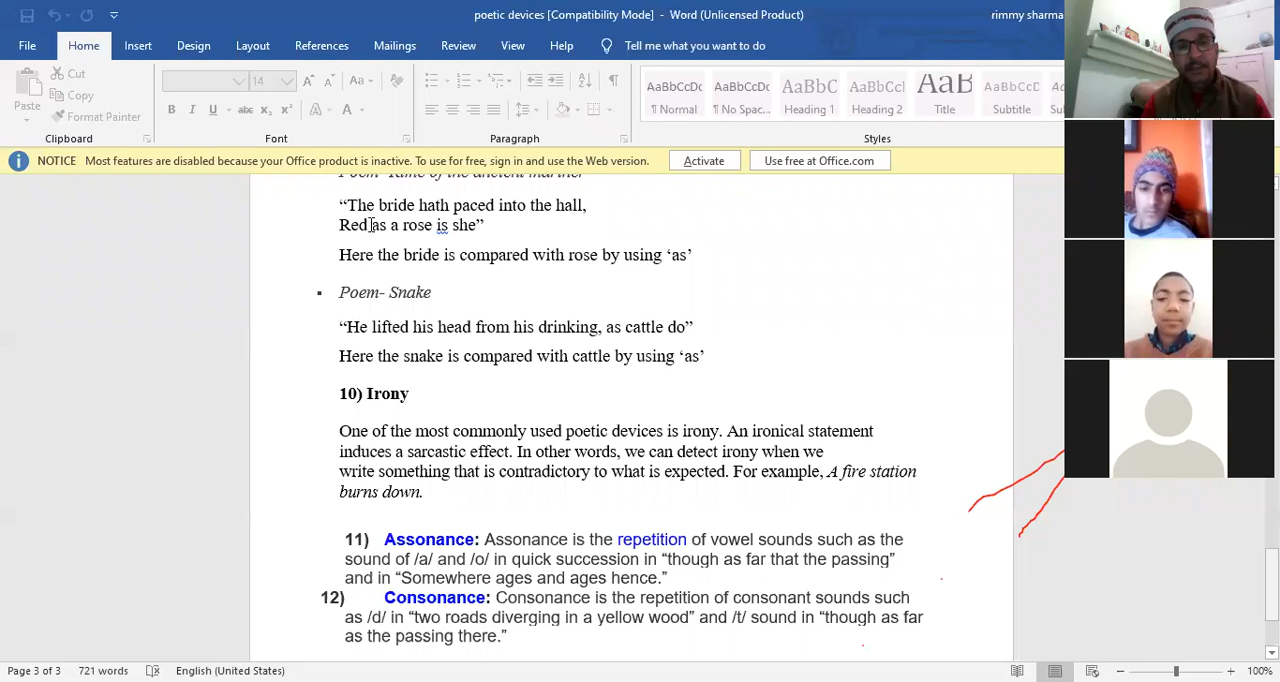 poetic devices [Compatibility Mode] - Word (Unlicensed Product)
rimmy sharma
File Home Insert Design Layout References Mailings Review View Help Tell me what you want to do
Cut
Copy
Format Painter
Paste
14
Aa
B I U abc x₂ x² A A
AaBbCcDc AaBbCcDc AaBbC AaBbCcI AaB AaBbCcD
¶ Normal ¶ No Spac... Heading 1 Heading 2 Title Subtitle
Clipboard Font Paragraph Styles
NOTICE Most features are disabled because your Office product is inactive. To use for free, sign in and use the Web version. Activate Use free at Office.com
“The bride hath paced into the hall,
Red as a rose is she”
Here the bride is compared with rose by using ‘as’
▪ Poem- Snake
“He lifted his head from his drinking, as cattle do”
Here the snake is compared with cattle by using ‘as’
10) Irony
One of the most commonly used poetic devices is irony. An ironical statement
induces a sarcastic effect. In other words, we can detect irony when we
write something that is contradictory to what is expected. For example, A fire station
burns down.
11) Assonance: Assonance is the repetition of vowel sounds such as the
sound of /a/ and /o/ in quick succession in “though as far that the passing”
and in “Somewhere ages and ages hence.”
12) Consonance: Consonance is the repetition of consonant sounds such
as /d/ in “two roads diverging in a yellow wood” and /t/ sound in “though as far
as the passing there.”
Page 3 of 3 721 words English (United States) 100%